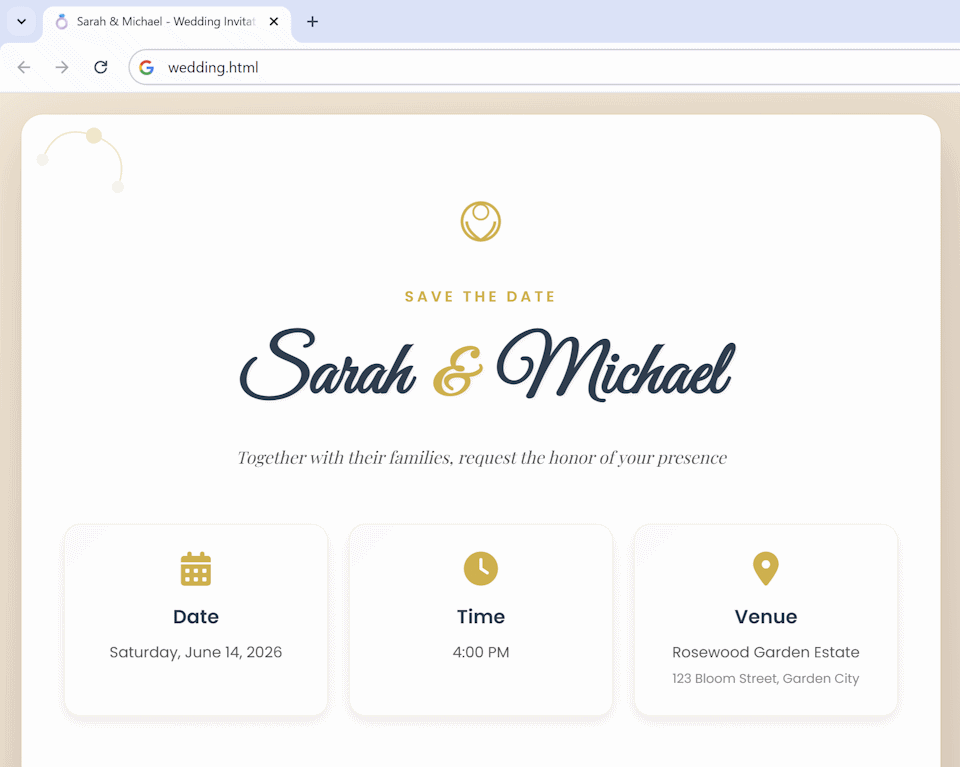 Sarah & Michael - Wedding Invitat
wedding.html
SAVE THE DATE
Sarah & Michael
Together with their families, request the honor of your presence
Date
Saturday, June 14, 2026
Time
4:00 PM
Venue
Rosewood Garden Estate
123 Bloom Street, Garden City